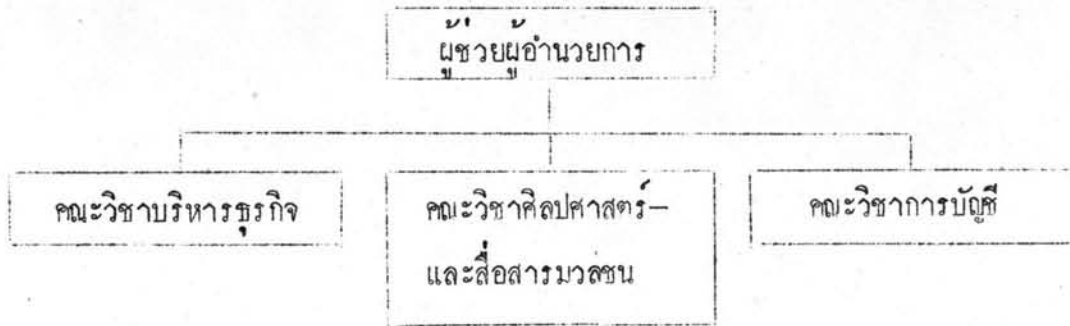 ผู้ช่วยผู้อำนวยการ
คณะวิชาบริหารธุรกิจ
คณะวิชาศิลปศาสตร์-
และสื่อสารมวลชน
คณะวิชาการบัญชี